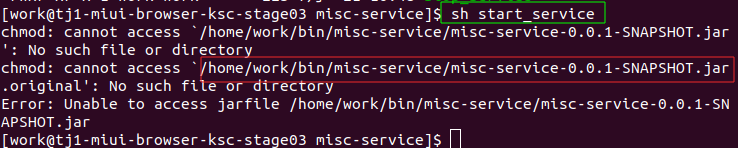 [work@tj1-miui-browser-ksc-stage03 misc-service]$ sh start_service
chmod: cannot access `/home/work/bin/misc-service/misc-service-0.0.1-SNAPSHOT.jar
': No such file or directory
chmod: cannot access `/home/work/bin/misc-service/misc-service-0.0.1-SNAPSHOT.jar
.original': No such file or directory
Error: Unable to access jarfile /home/work/bin/misc-service/misc-service-0.0.1-SN
APSHOT.jar
[work@tj1-miui-browser-ksc-stage03 misc-service]$